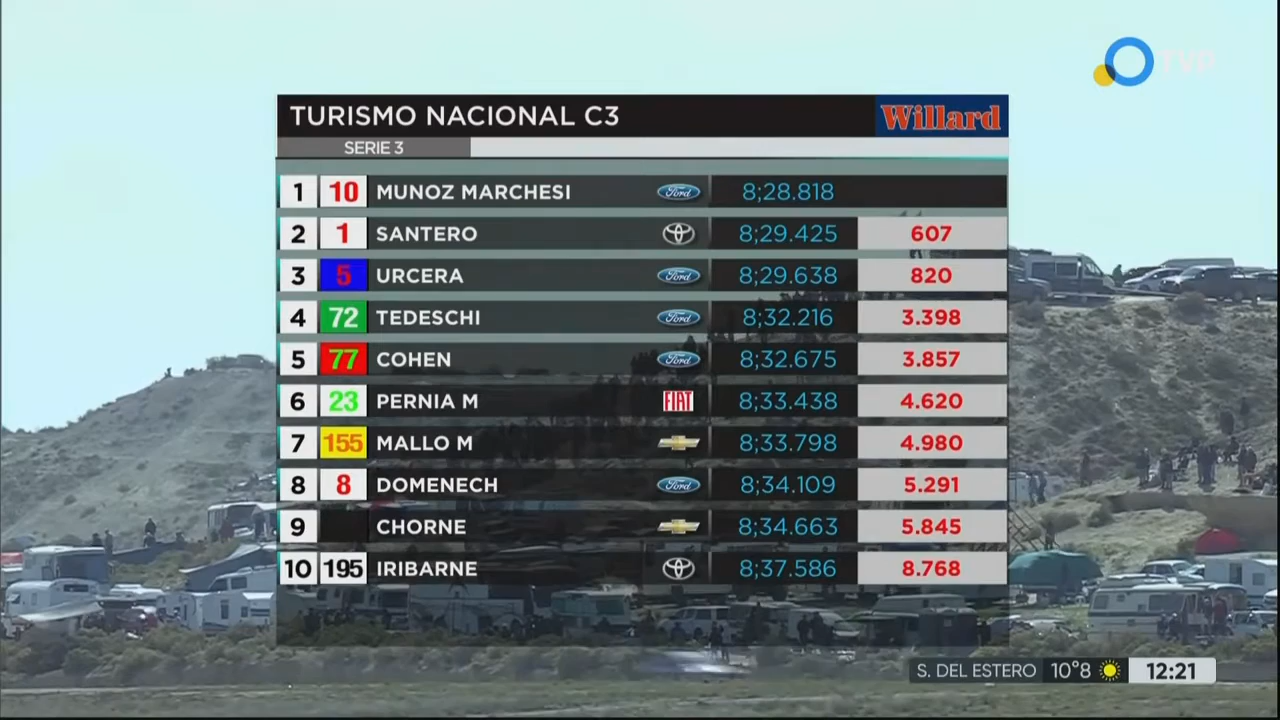 TVP
TURISMO NACIONAL C3 Willard
SERIE 3
1 10 MUNOZ MARCHESI Ford 8;28.818
2 1 SANTERO 8;29.425 607
3 5 URCERA Ford 8;29.638 820
4 72 TEDESCHI Ford 8;32.216 3.398
5 77 COHEN Ford 8;32.675 3.857
6 23 PERNIA M FIAT 8;33.438 4.620
7 155 MALLO M 8;33.798 4.980
8 8 DOMENECH Ford 8;34.109 5.291
9 CHORNE 8;34.663 5.845
10 195 IRIBARNE 8;37.586 8.768
S. DEL ESTERO 10°8 12:21